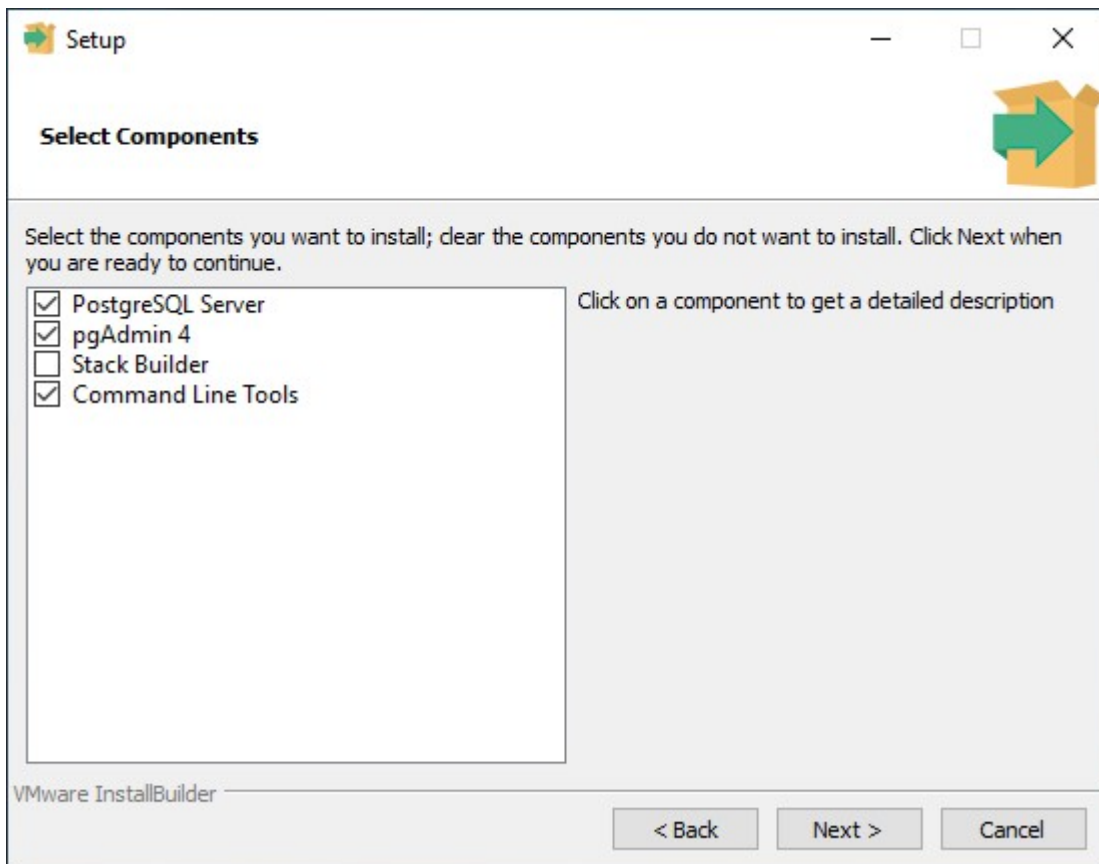 Setup
Select Components
Select the components you want to install; clear the components you do not want to install. Click Next when
you are ready to continue.
PostgreSQL Server
pgAdmin 4
Stack Builder
Command Line Tools
Click on a component to get a detailed description
VMware InstallBuilder
< Back
Next >
Cancel